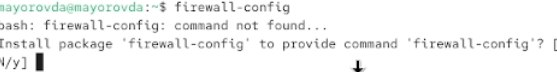 mayorovda@mayorovda:~$ firewall-config
bash: firewall-config: command not found...
Install package 'firewall-config' to provide command 'firewall-config'? [
N/y]